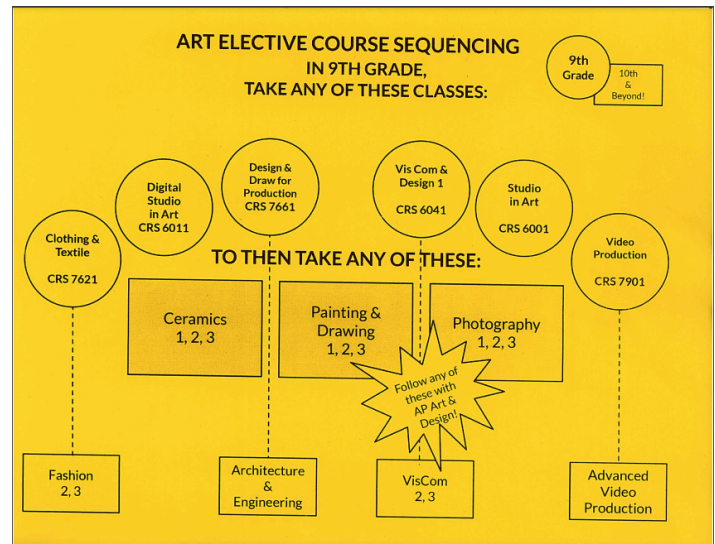 ART ELECTIVE COURSE SEQUENCING
IN 9TH GRADE,
TAKE ANY OF THESE CLASSES:
9th
Grade
10th
&
Beyond!
Clothing &
Textile
CRS 7621
Digital
Studio
in Art
CRS 6011
Design &
Draw for
Production
CRS 7661
Vis Com &
Design 1
CRS 6041
Studio
in Art
CRS 6001
Video
Production
CRS 7901
TO THEN TAKE ANY OF THESE:
Ceramics
1, 2, 3
Painting &
Drawing
1, 2, 3
Photography
1, 2, 3
Follow any of
these with
AP Art &
Design!
Fashion
2, 3
Architecture
&
Engineering
VisCom
2, 3
Advanced
Video
Production